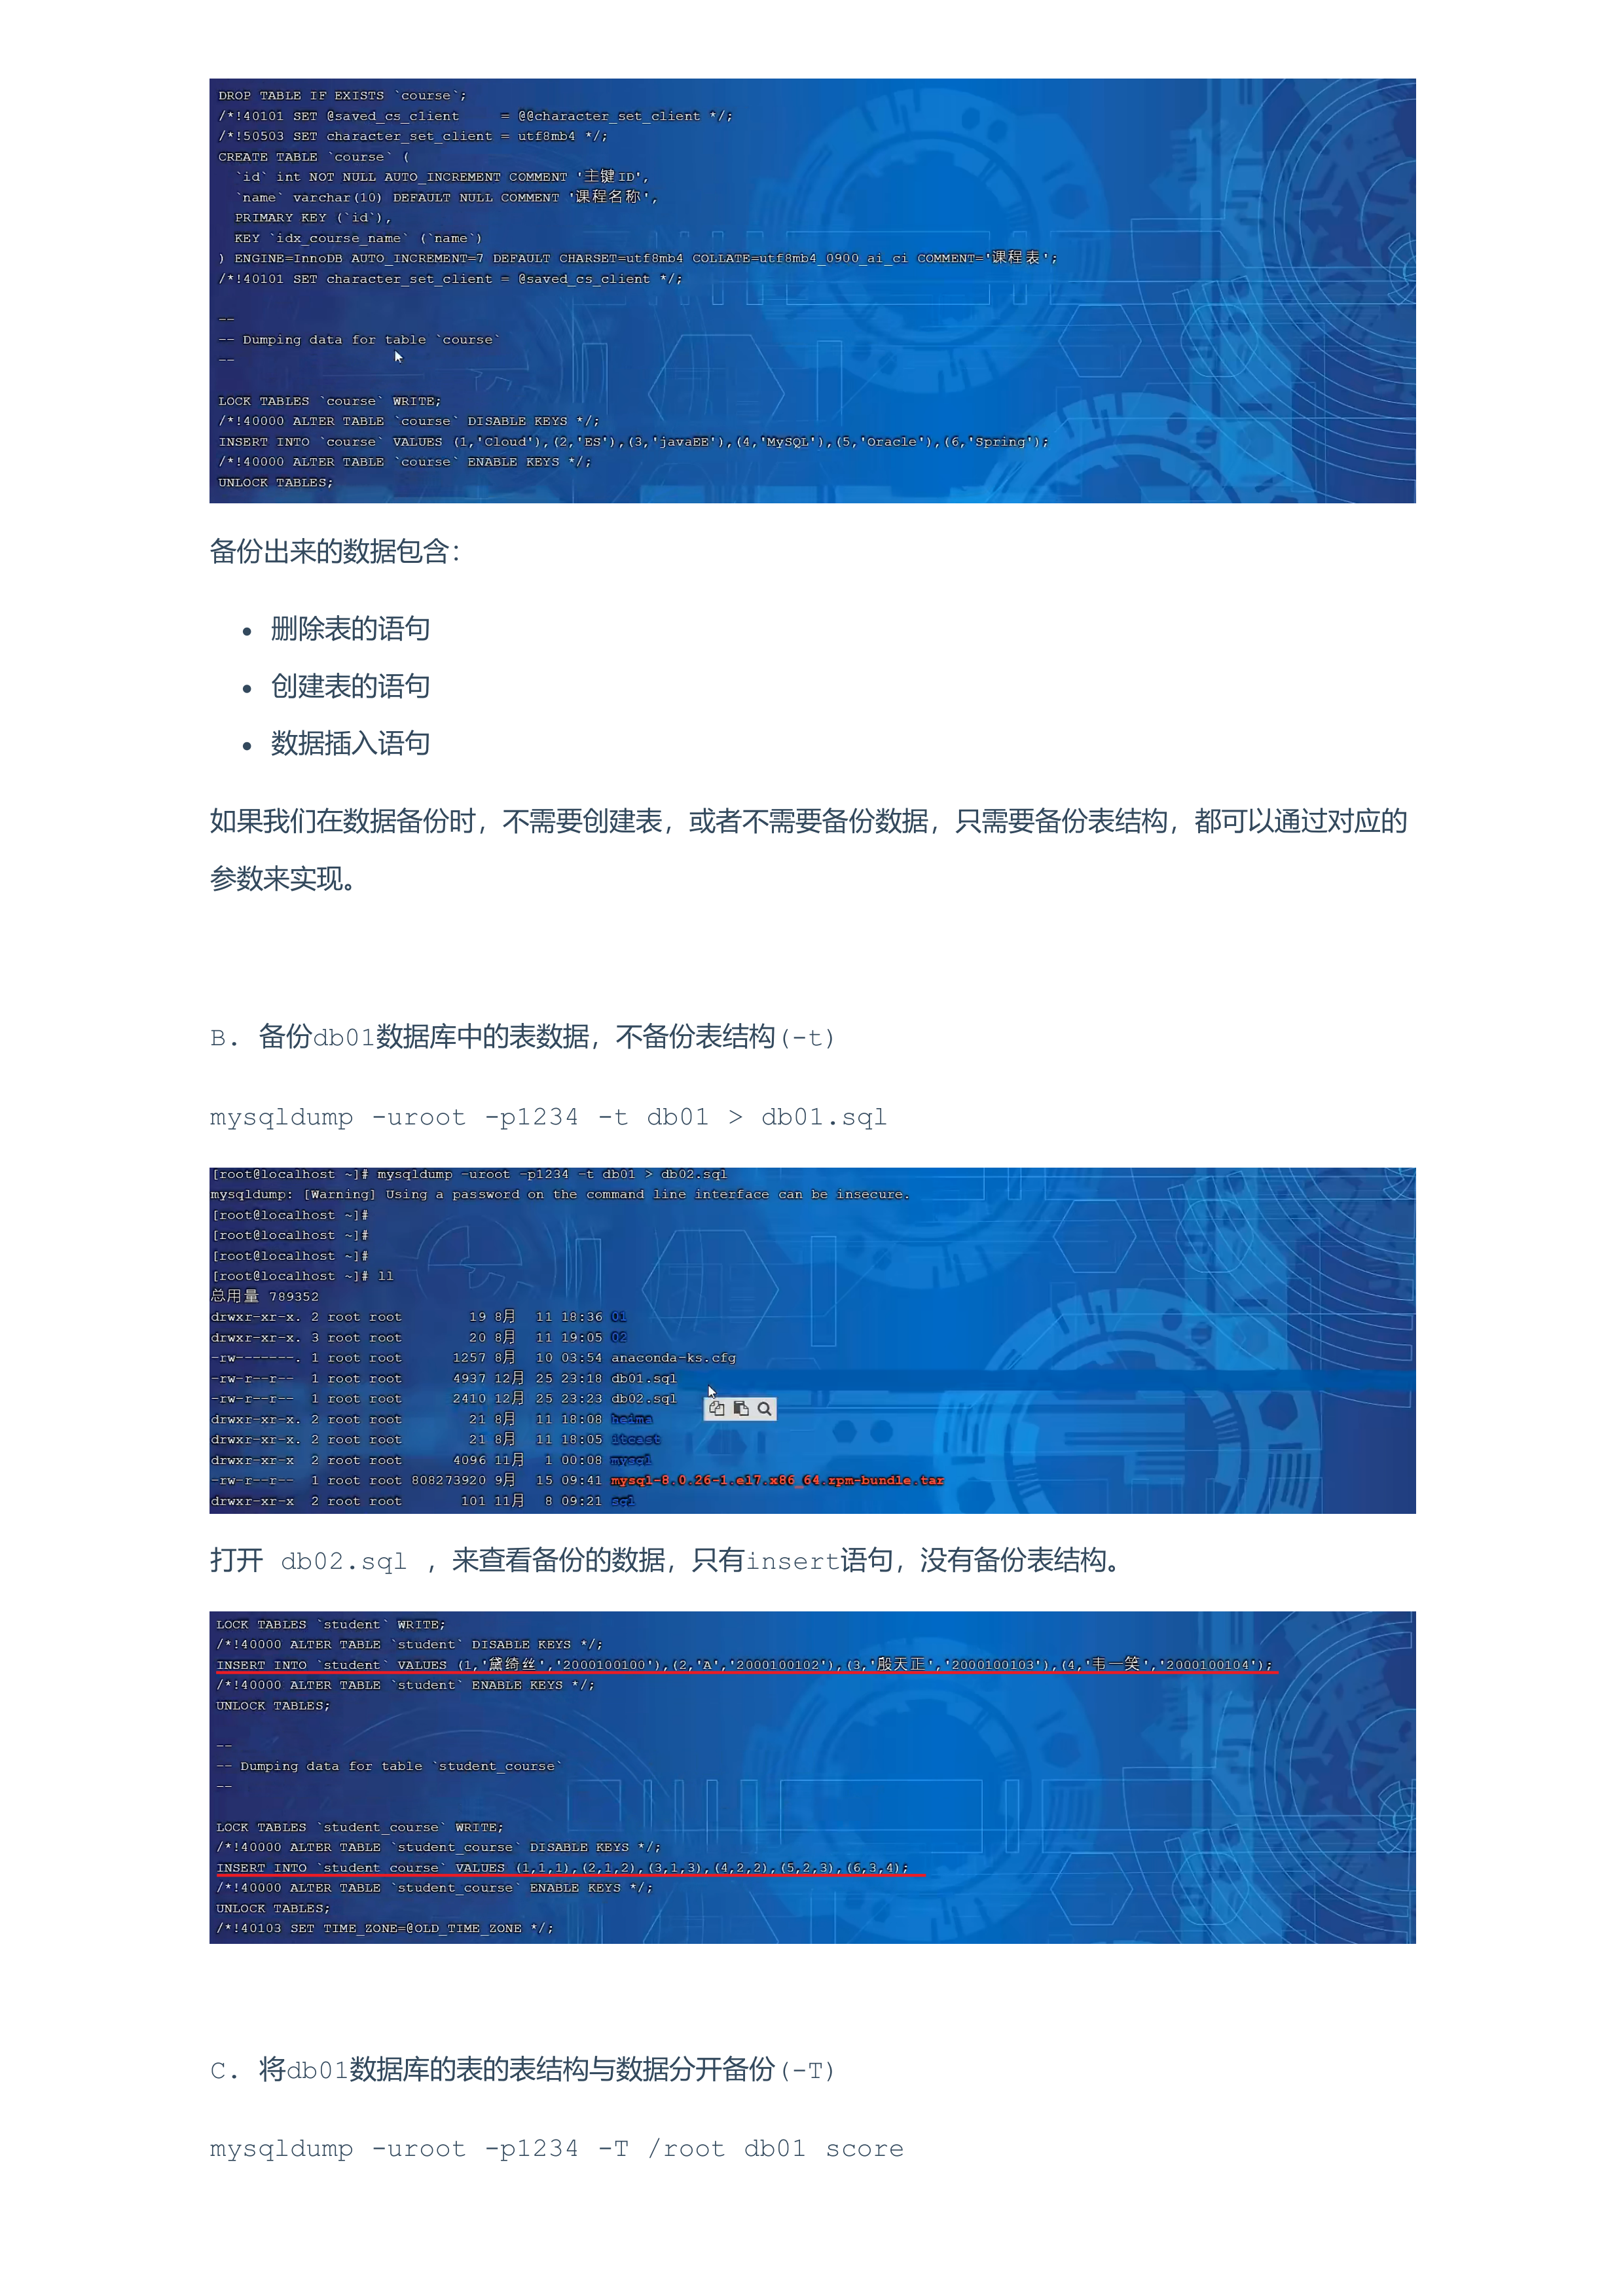 DROP TABLE IF EXISTS `course`;
/*!40101 SET @saved_cs_client     = @@character_set_client */;
/*!50503 SET character_set_client = utf8mb4 */;
CREATE TABLE `course` (
  `id` int NOT NULL AUTO_INCREMENT COMMENT '主键ID',
  `name` varchar(10) DEFAULT NULL COMMENT '课程名称',
  PRIMARY KEY (`id`),
  KEY `idx_course_name` (`name`)
) ENGINE=InnoDB AUTO_INCREMENT=7 DEFAULT CHARSET=utf8mb4 COLLATE=utf8mb4_0900_ai_ci COMMENT='课程表';
/*!40101 SET character_set_client = @saved_cs_client */;
--
-- Dumping data for table `course`
--
LOCK TABLES `course` WRITE;
/*!40000 ALTER TABLE `course` DISABLE KEYS */;
INSERT INTO `course` VALUES (1,'Cloud'),(2,'ES'),(3,'javaEE'),(4,'MySQL'),(5,'Oracle'),(6,'Spring');
/*!40000 ALTER TABLE `course` ENABLE KEYS */;
UNLOCK TABLES;
备份出来的数据包含：
• 删除表的语句
• 创建表的语句
• 数据插入语句
如果我们在数据备份时，不需要创建表，或者不需要备份数据，只需要备份表结构，都可以通过对应的
参数来实现。
B. 备份db01数据库中的表数据，不备份表结构(-t)
mysqldump -uroot -p1234 -t db01 > db01.sql
[root@localhost ~]# mysqldump -uroot -p1234 -t db01 > db02.sql
mysqldump: [Warning] Using a password on the command line interface can be insecure.
[root@localhost ~]#
[root@localhost ~]#
[root@localhost ~]#
[root@localhost ~]# ll
总用量 789352
drwxr-xr-x. 2 root root        19 8月  11 18:36 01
drwxr-xr-x. 3 root root        20 8月  11 19:05 02
-rw-------. 1 root root      1257 8月  10 03:54 anaconda-ks.cfg
-rw-r--r--  1 root root      4937 12月 25 23:18 db01.sql
-rw-r--r--  1 root root      2410 12月 25 23:23 db02.sql
drwxr-xr-x. 2 root root        21 8月  11 18:08 heima
drwxr-xr-x. 2 root root        21 8月  11 18:05 itcast
drwxr-xr-x  2 root root      4096 11月  1 00:08 mysql
-rw-r--r--  1 root root 808273920 9月  15 09:41 mysql-8.0.26-1.el7.x86_64.rpm-bundle.tar
drwxr-xr-x  2 root root       101 11月  8 09:21 sql
打开 db02.sql ，来查看备份的数据，只有insert语句，没有备份表结构。
LOCK TABLES `student` WRITE;
/*!40000 ALTER TABLE `student` DISABLE KEYS */;
INSERT INTO `student` VALUES (1,'黛绮丝','2000100100'),(2,'A','2000100102'),(3,'殷天正','2000100103'),(4,'韦一笑','2000100104');
/*!40000 ALTER TABLE `student` ENABLE KEYS */;
UNLOCK TABLES;
--
-- Dumping data for table `student_course`
--
LOCK TABLES `student_course` WRITE;
/*!40000 ALTER TABLE `student_course` DISABLE KEYS */;
INSERT INTO `student_course` VALUES (1,1,1),(2,1,2),(3,1,3),(4,2,2),(5,2,3),(6,3,4);
/*!40000 ALTER TABLE `student_course` ENABLE KEYS */;
UNLOCK TABLES;
/*!40103 SET TIME_ZONE=@OLD_TIME_ZONE */;
C. 将db01数据库的表的表结构与数据分开备份(-T)
mysqldump -uroot -p1234 -T /root db01 score